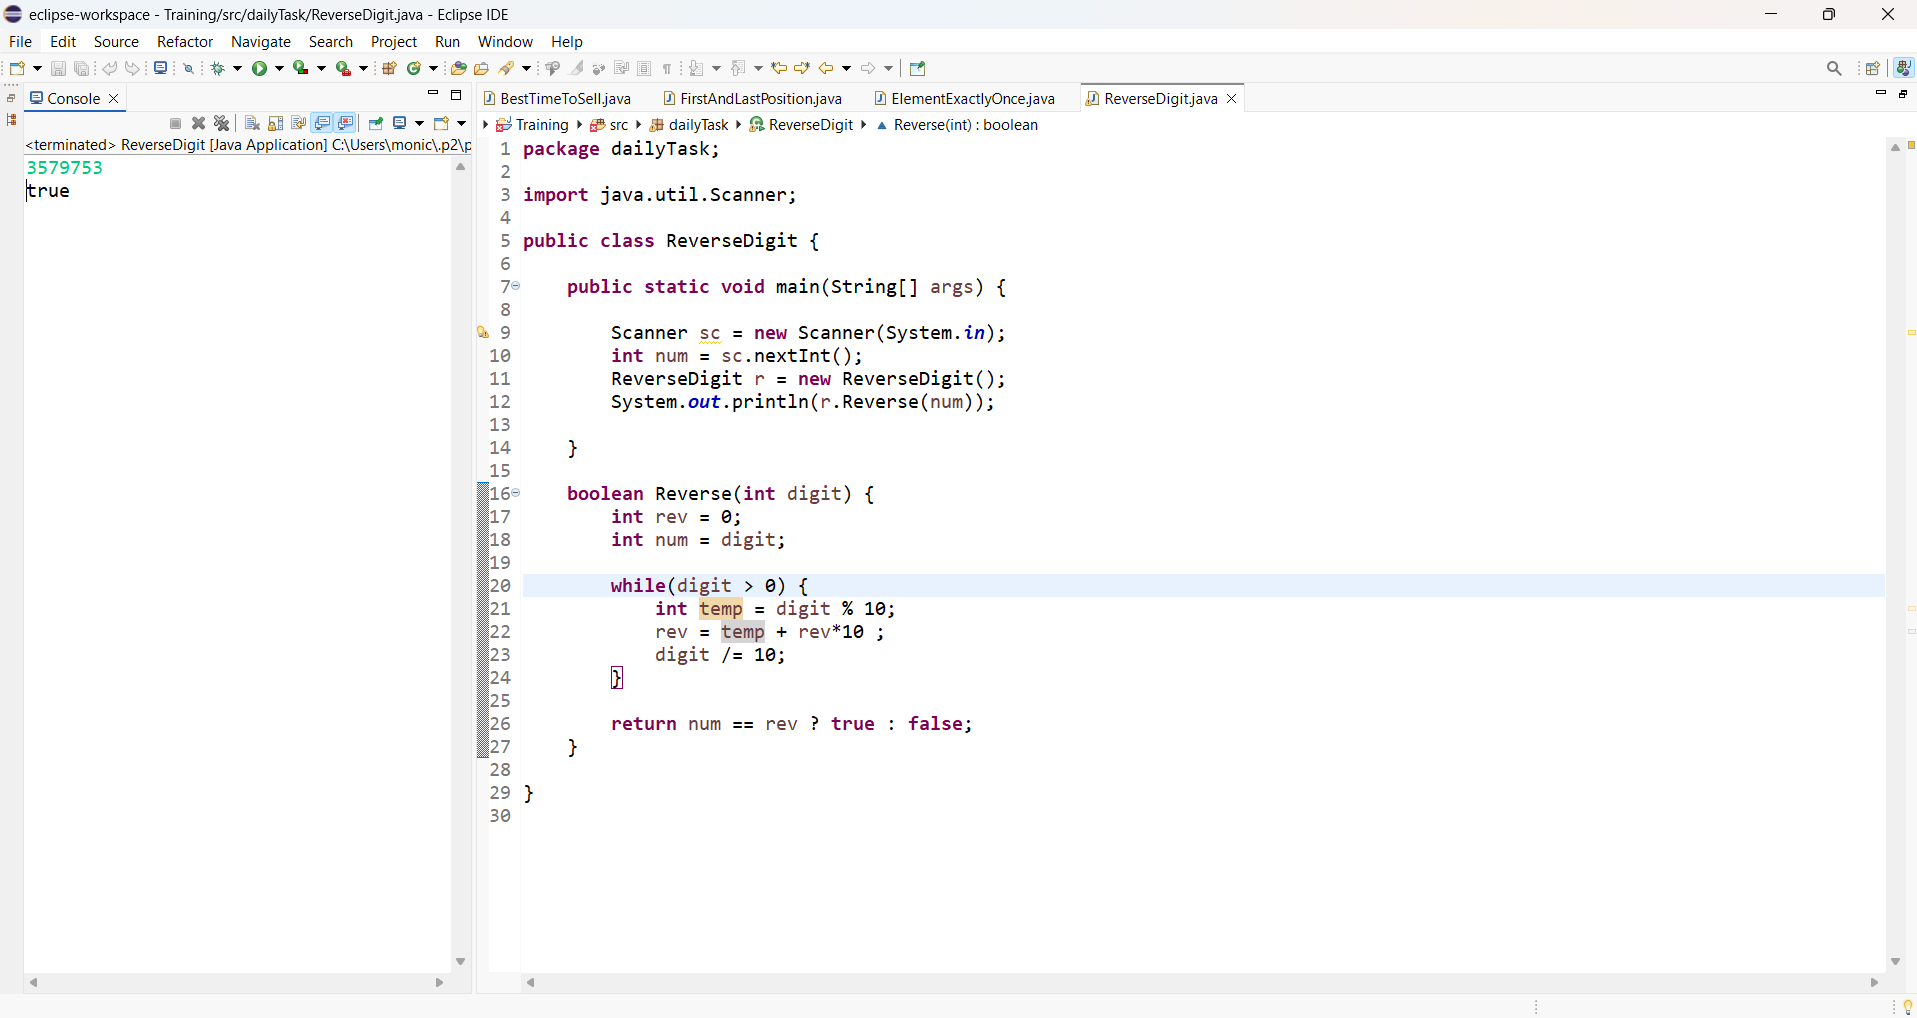 eclipse-workspace - Training/src/dailyTask/ReverseDigit.java - Eclipse IDE
File Edit Source Refactor Navigate Search Project Run Window Help
Console
<terminated> ReverseDigit [Java Application] C:\Users\monic\.p2\p
3579753
true
BestTimeToSell.java FirstAndLastPosition.java ElementExactlyOnce.java ReverseDigit.java
Training src dailyTask ReverseDigit Reverse(int) : boolean
1 package dailyTask;
2
3 import java.util.Scanner;
4
5 public class ReverseDigit {
6
7 public static void main(String[] args) {
8
9 Scanner sc = new Scanner(System.in);
10 int num = sc.nextInt();
11 ReverseDigit r = new ReverseDigit();
12 System.out.println(r.Reverse(num));
13
14 }
15
16 boolean Reverse(int digit) {
17 int rev = 0;
18 int num = digit;
19
20 while(digit > 0) {
21 int temp = digit % 10;
22 rev = temp + rev*10 ;
23 digit /= 10;
24 }
25
26 return num == rev ? true : false;
27 }
28
29 }
30